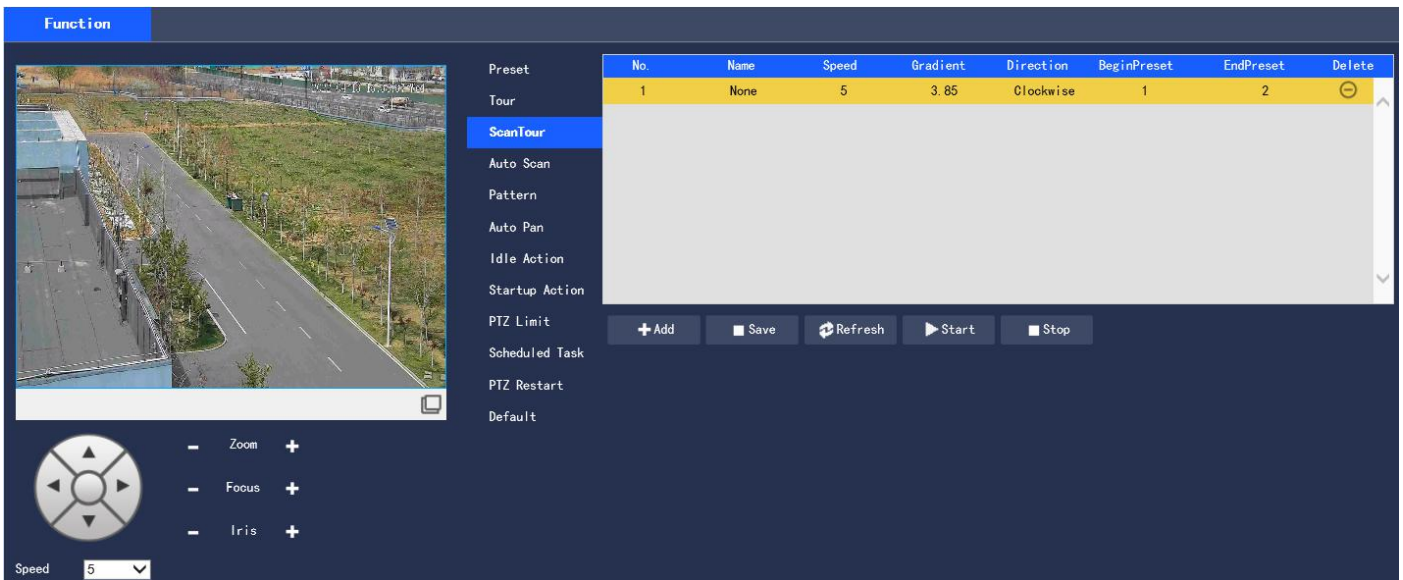 Function
Preset
Tour
ScanTour
Auto Scan
Pattern
Auto Pan
Idle Action
Startup Action
PTZ Limit
Scheduled Task
PTZ Restart
Default
No. Name Speed Gradient Direction BeginPreset EndPreset Delete
1 None 5 3.85 Clockwise 1 2
Add Save Refresh Start Stop
Zoom
Focus
Iris
Speed 5